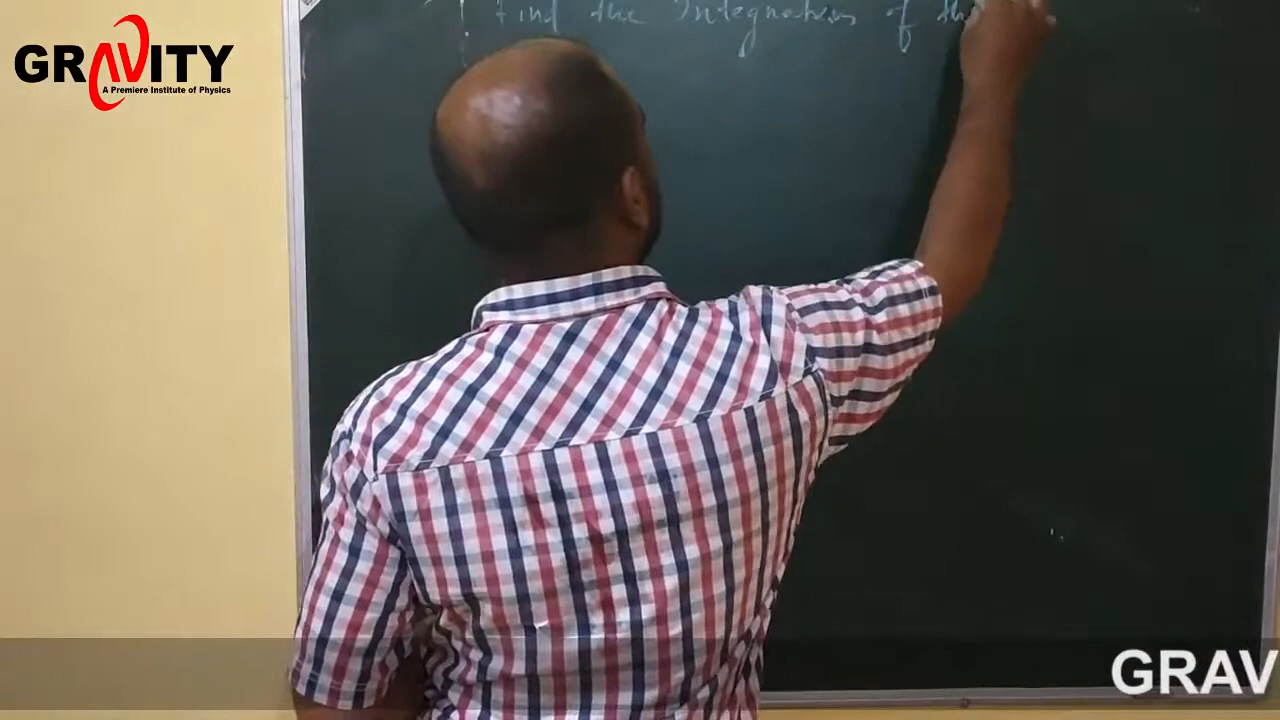 Find the Integration of
GRAVITY
A Premiere Institute of Physics
GRAV